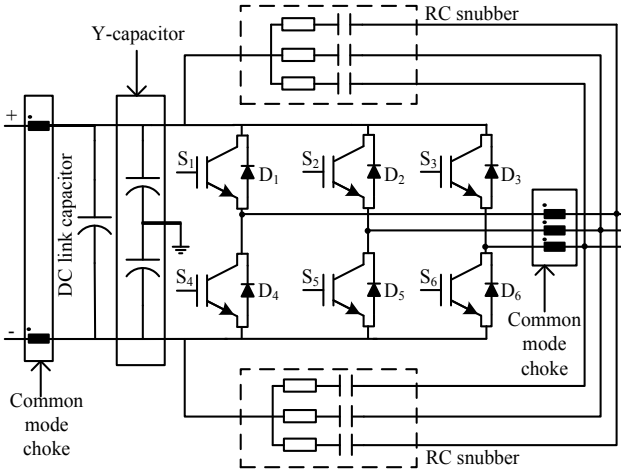 RC snubber
Y-capacitor
+
S1
D1
S2
D2
S3
D3
DC link capacitor
S4
D4
S5
D5
S6
D6
-
Common
mode
choke
Common
mode
choke
RC snubber